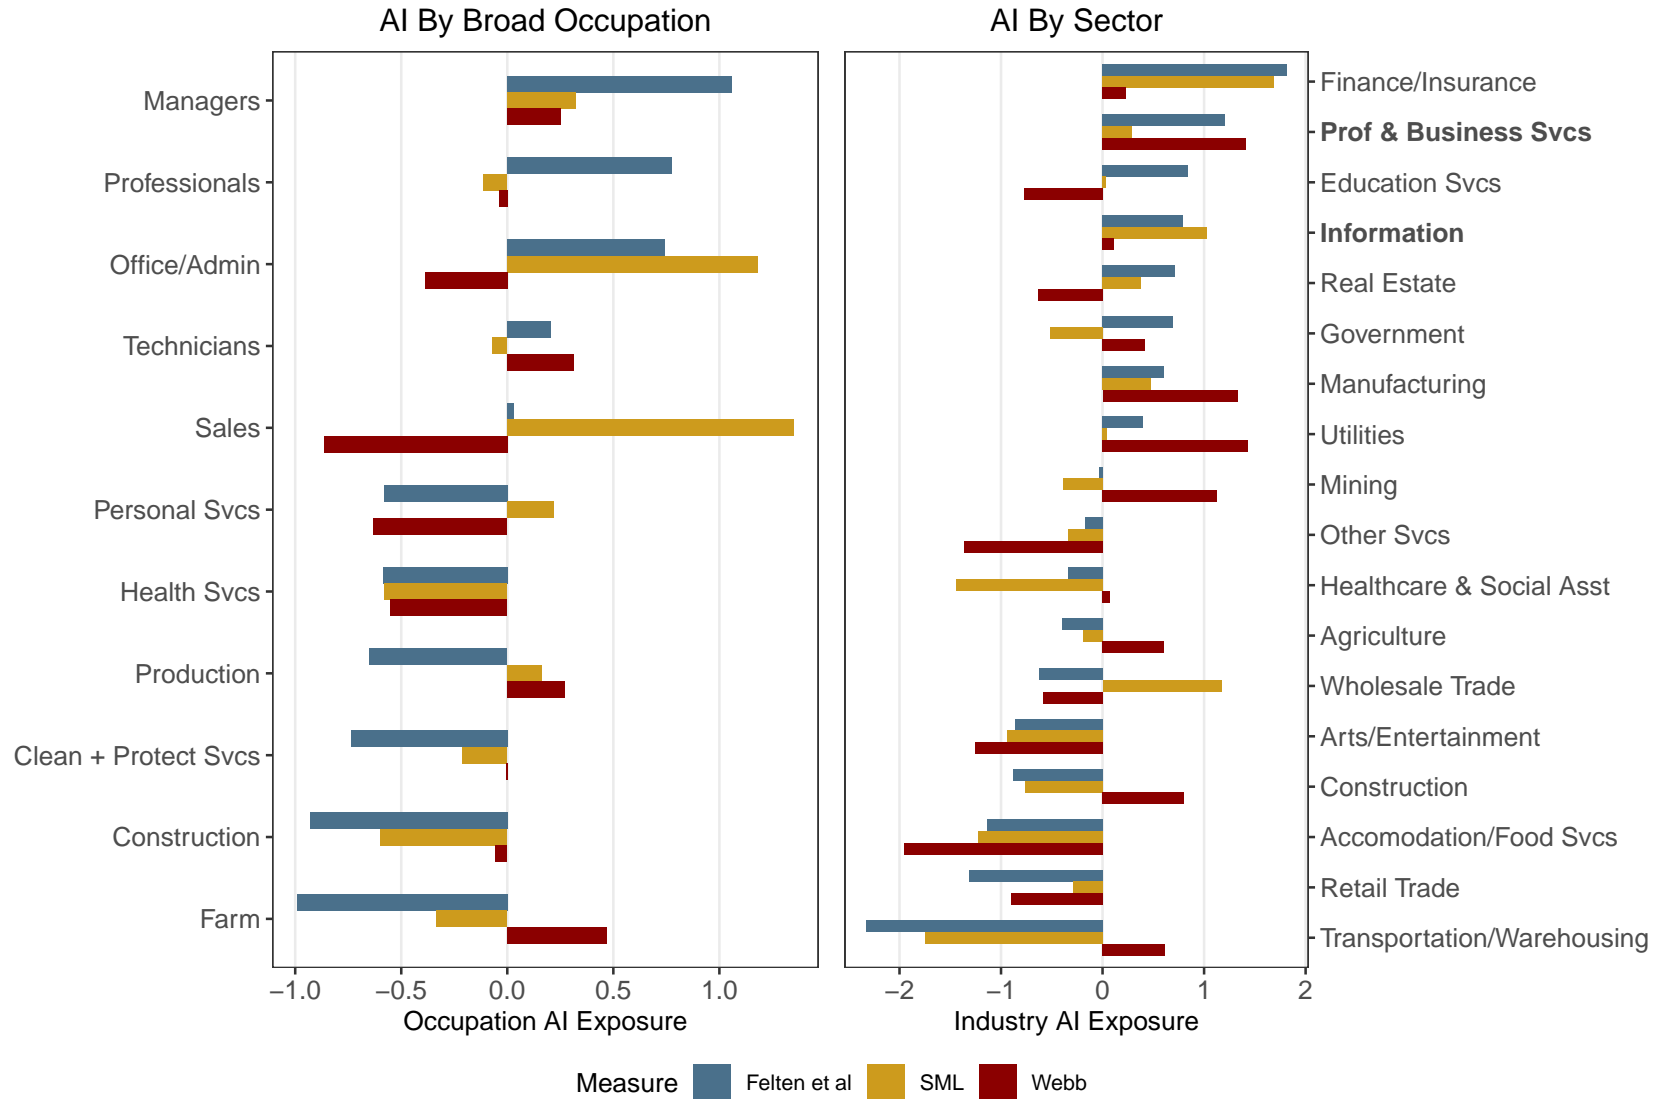 AI By Broad Occupation
Managers
Professionals
Office/Admin
Technicians
Sales
Personal Svcs
Health Svcs
Production
Clean + Protect Svcs
Construction
Farm
−1.0 −0.5 0.0 0.5 1.0
Occupation AI Exposure
AI By Sector
Finance/Insurance
Prof & Business Svcs
Education Svcs
Information
Real Estate
Government
Manufacturing
Utilities
Mining
Other Svcs
Healthcare & Social Asst
Agriculture
Wholesale Trade
Arts/Entertainment
Construction
Accomodation/Food Svcs
Retail Trade
Transportation/Warehousing
−2 −1 0 1 2
Industry AI Exposure
Measure Felten et al SML Webb